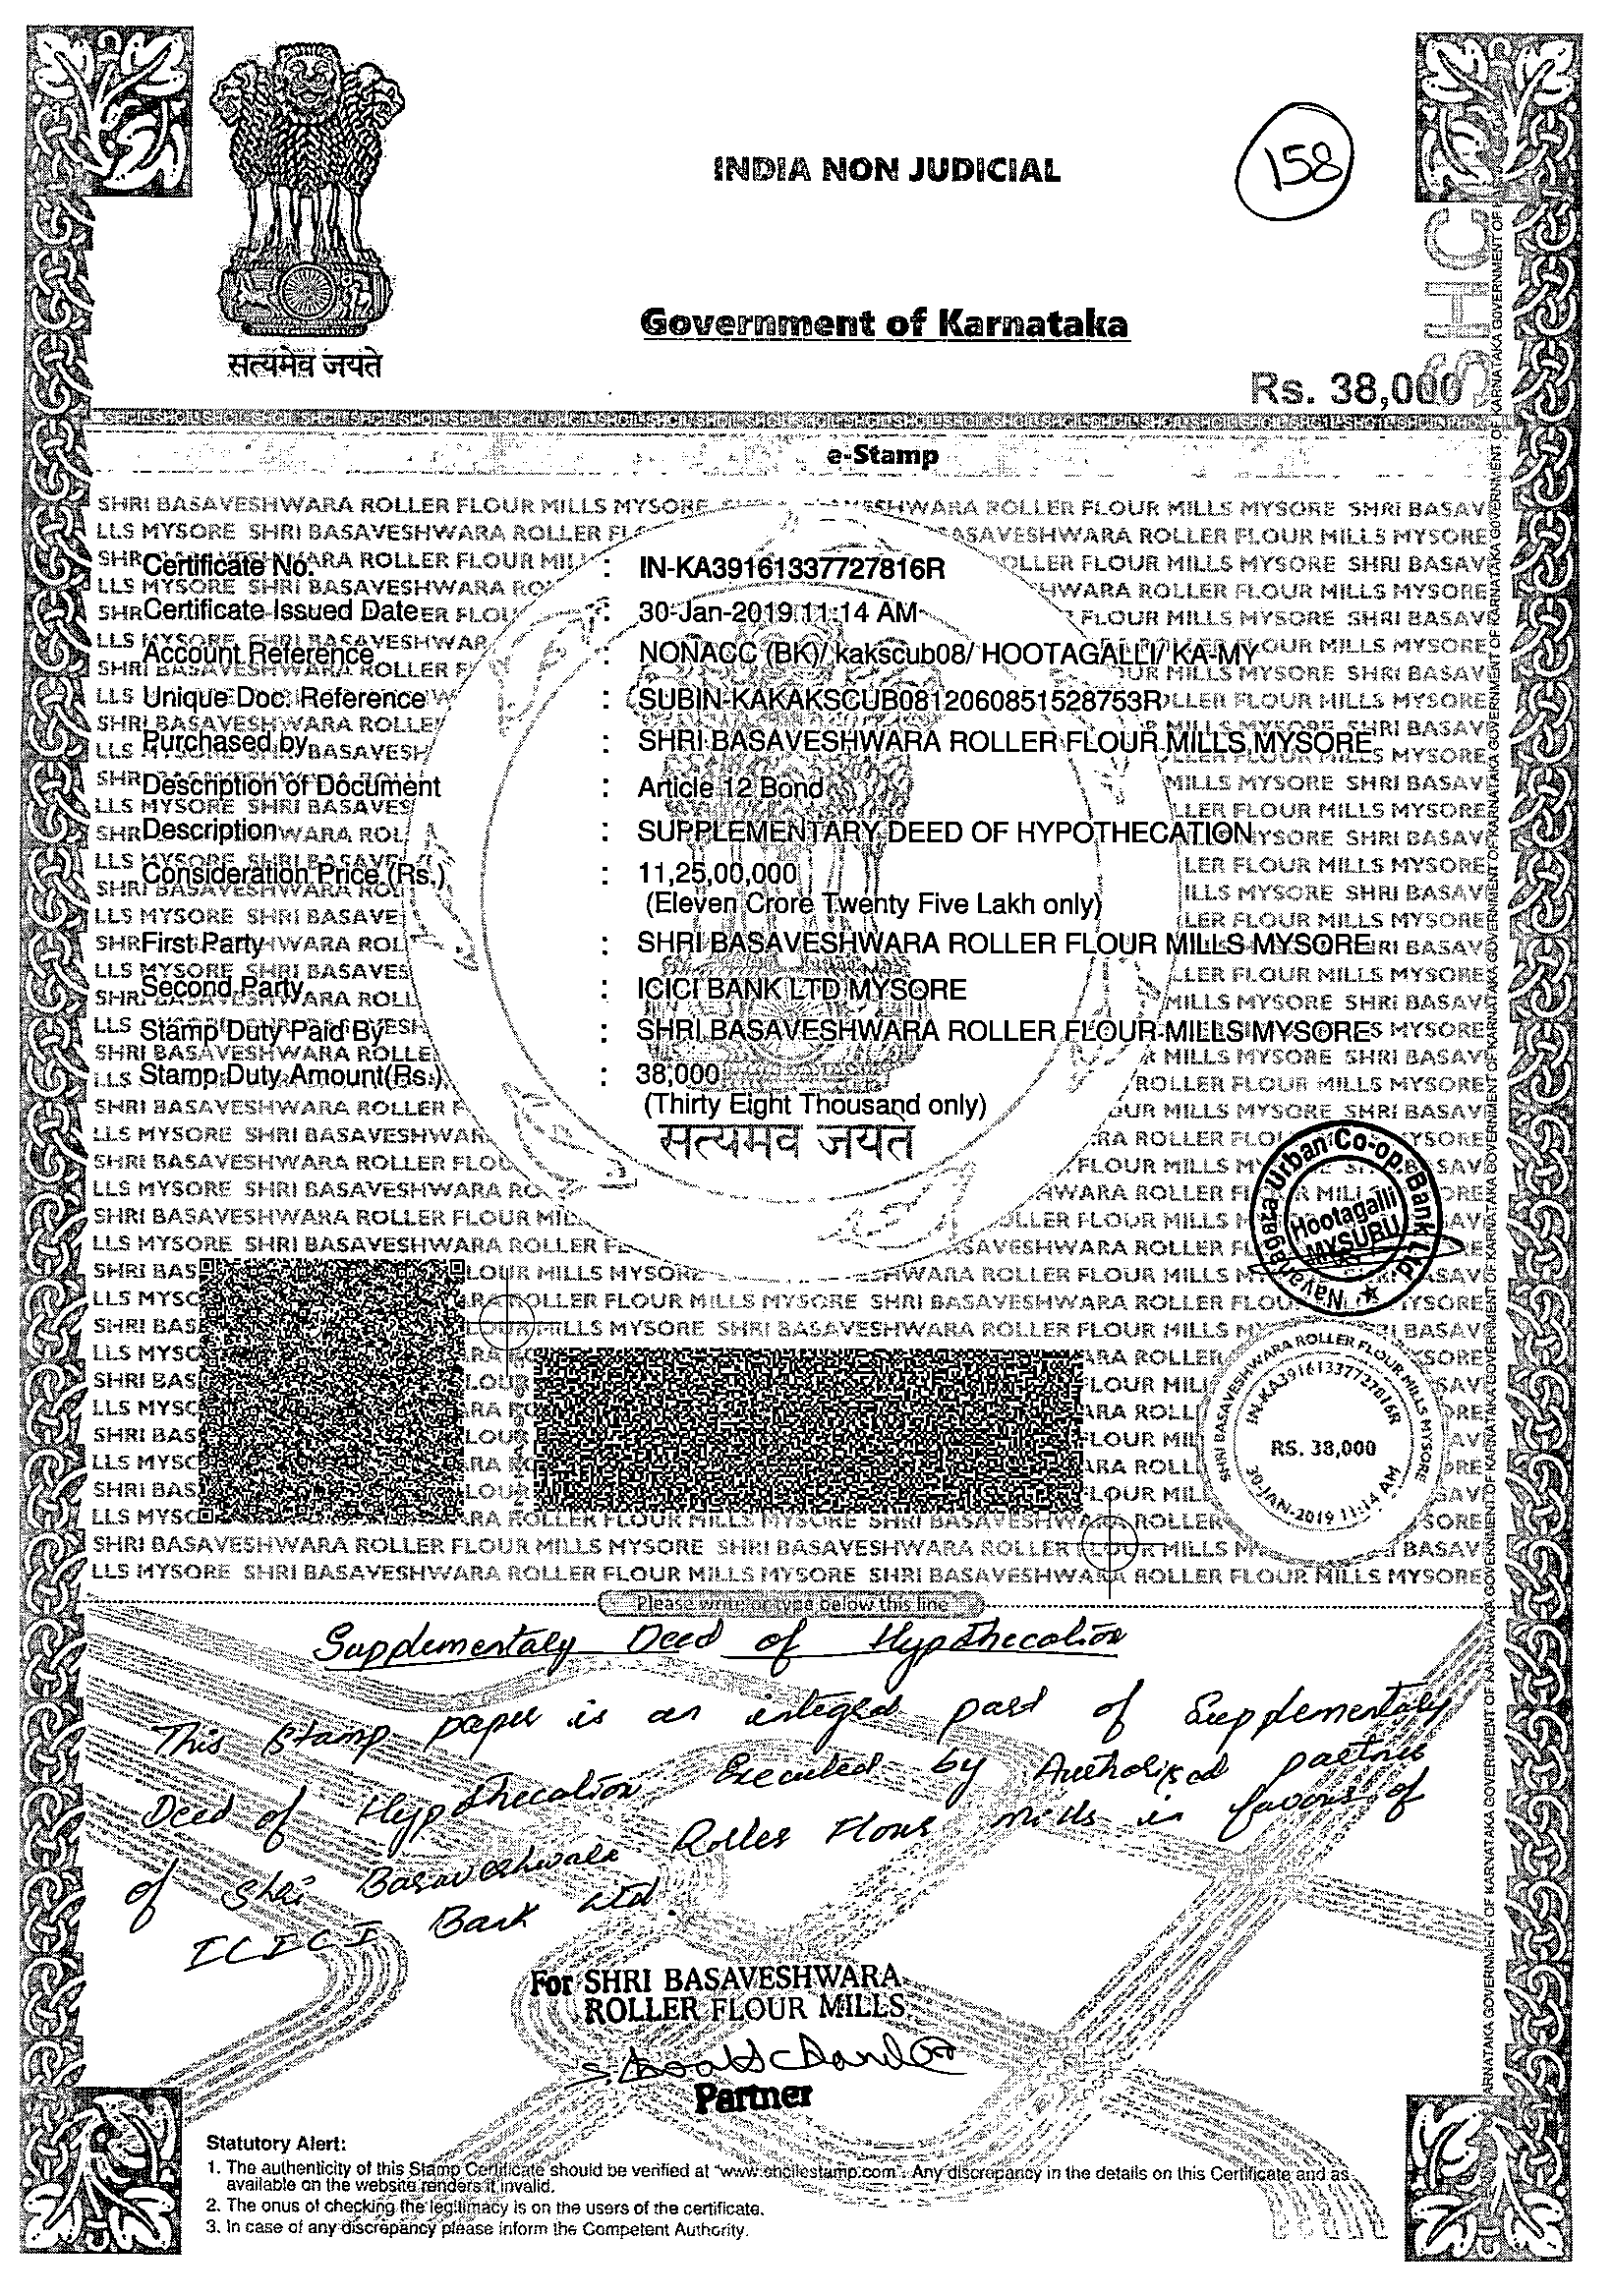 158
INDIA NON JUDICIAL
Government of Karnataka
सत्यमेव जयते
Rs. 38,000
SHC
e-Stamp
Certificate No. : IN-KA39161337727816R
Certificate Issued Date : 30-Jan-2019 11:14 AM
Account Reference : NONACC (BK)/ kakscub08/ HOOTAGALLI/ KA-MY
Unique Doc. Reference : SUBIN-KAKAKSCUB0812060851528753R
Purchased by : SHRI BASAVESHWARA ROLLER FLOUR MILLS MYSORE
Description of Document : Article 12 Bond
Description : SUPPLEMENTARY DEED OF HYPOTHECATION
Consideration Price (Rs.) : 11,25,00,000
(Eleven Crore Twenty Five Lakh only)
First Party : SHRI BASAVESHWARA ROLLER FLOUR MILLS MYSORE
Second Party : ICICI BANK LTD MYSORE
Stamp Duty Paid By : SHRI BASAVESHWARA ROLLER FLOUR MILLS MYSORE
Stamp Duty Amount(Rs.) : 38,000
(Thirty Eight Thousand only)
सत्यमेव जयते
Navanagara Urban Co-op. Bank Ltd
Hootagalli
MYSURU
SHRI BASAVESHWARA ROLLER FLOUR MILLS MYSORE
IN-KA39161337727816R
RS. 38,000
30-JAN-2019 11:14 AM
Please write or type below this line
Supplementary Deed of Hypothecation
This stamp paper is an integral part of Supplementary
Deed of Hypothecation Executed by Authorised partner
of Shri Basaveshwara Roller Flour Mills in favour of
ICICI Bank Ltd.
For SHRI BASAVESHWARA
ROLLER FLOUR MILLS
Partner
Statutory Alert:
1. The authenticity of this Stamp Certificate should be verified at "www.shcilestamp.com". Any discrepancy in the details on this Certificate and as
available on the website renders it invalid.
2. The onus of checking the legitimacy is on the users of the certificate.
3. In case of any discrepancy please inform the Competent Authority.